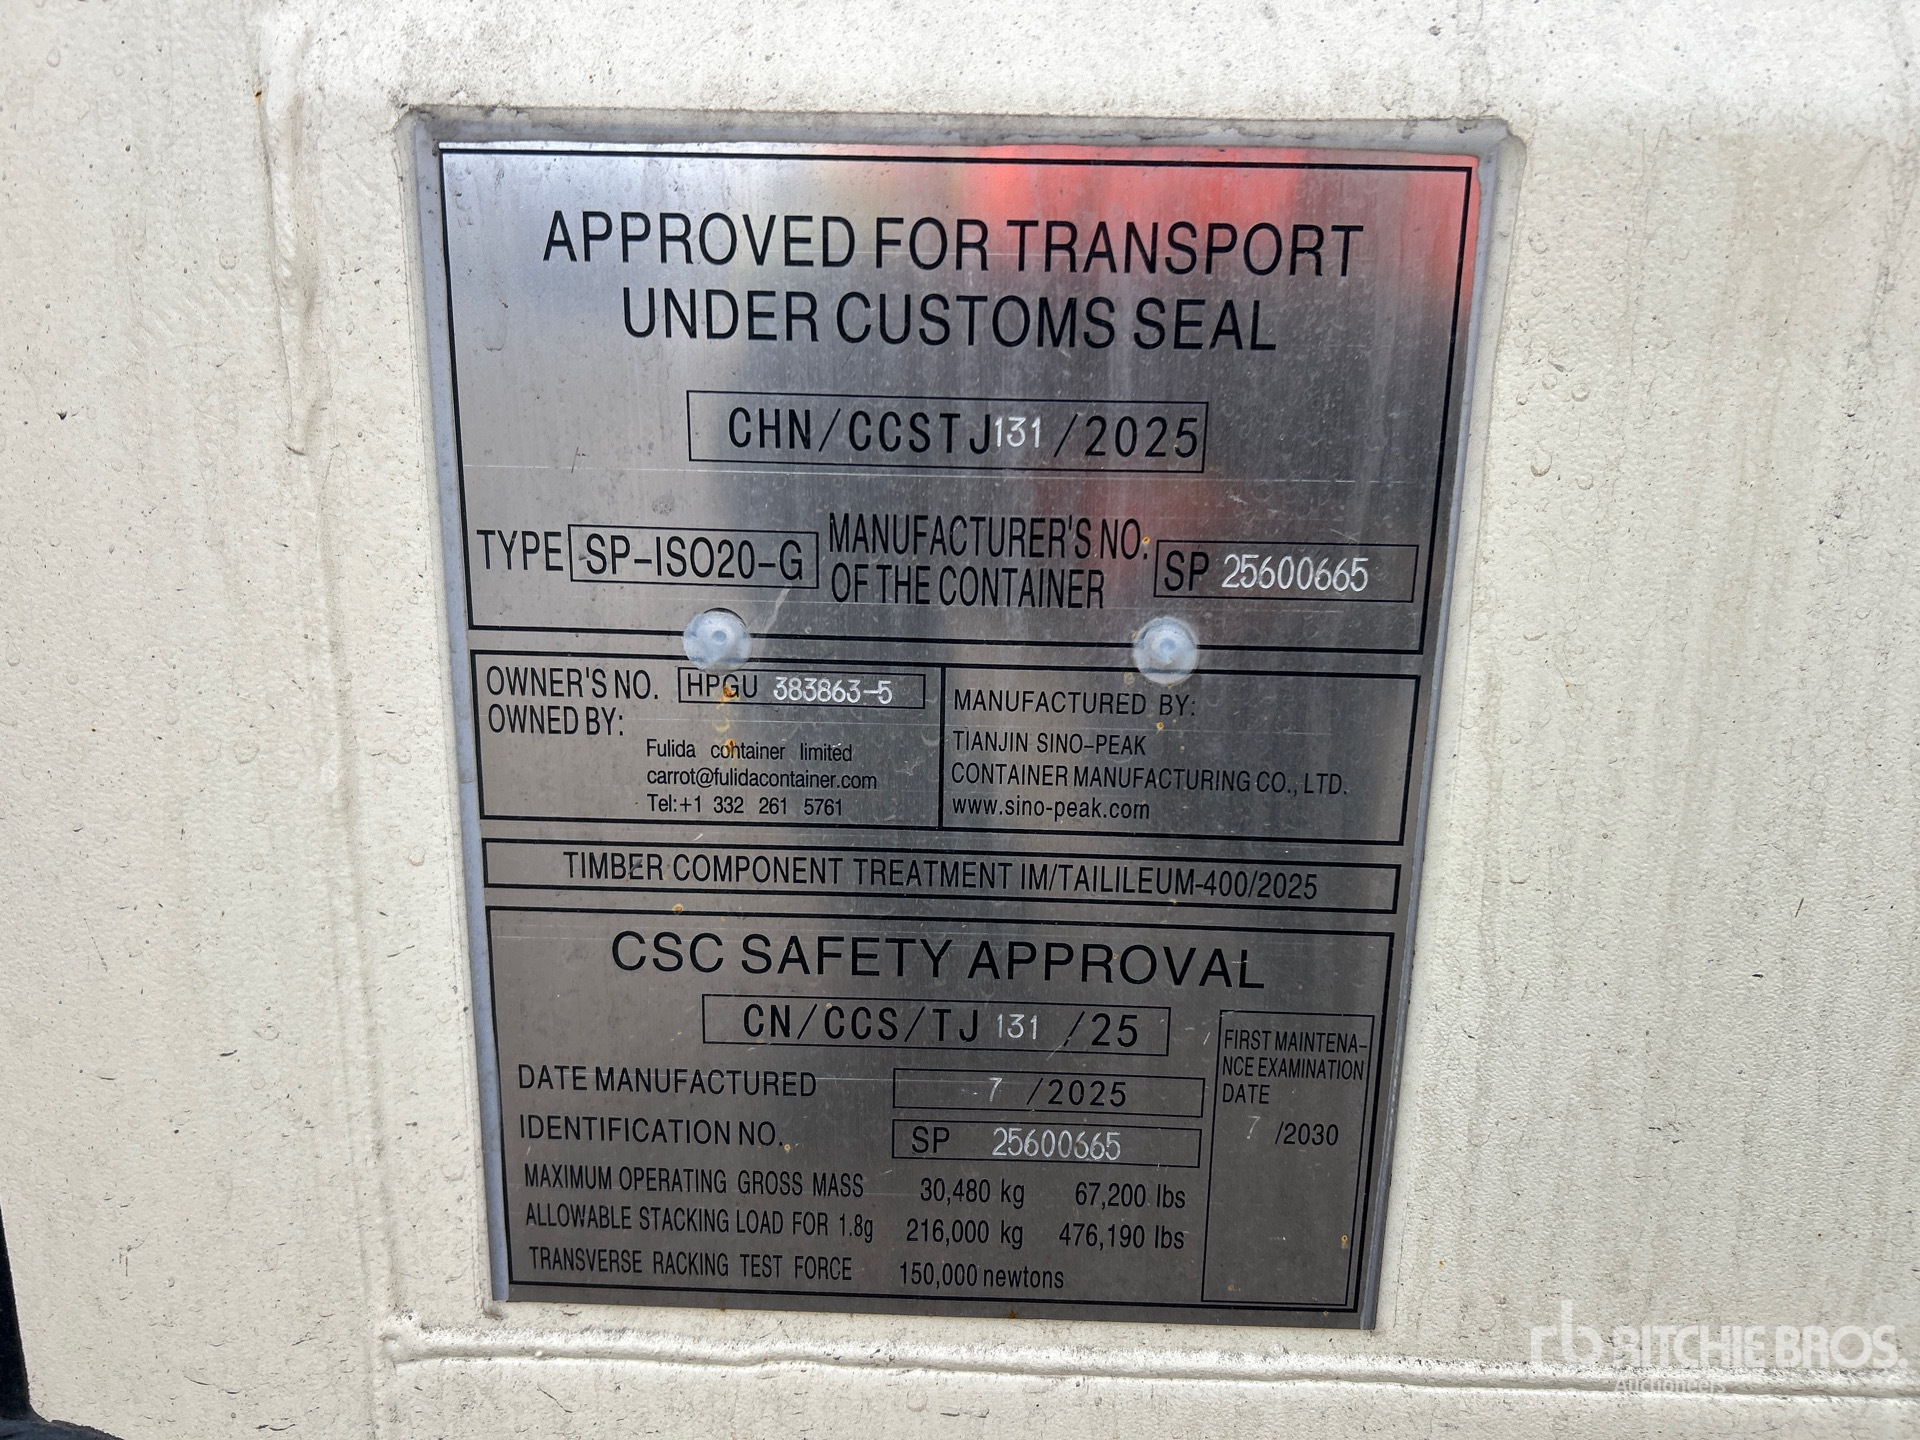 APPROVED FOR TRANSPORT
UNDER CUSTOMS SEAL
CHN/CCSTJ131/2025
TYPE SP-ISO20-G MANUFACTURER'S NO.
OF THE CONTAINER SP 25600665
OWNER'S NO. HPGU 383863-5
OWNED BY:
Fulida container limited
carrot@fulidacontainer.com
Tel:+1 332 261 5761
MANUFACTURED BY:
TIANJIN SINO-PEAK
CONTAINER MANUFACTURING CO., LTD.
www.sino-peak.com
TIMBER COMPONENT TREATMENT IM/TAILILEUM-400/2025
CSC SAFETY APPROVAL
CN/CCS/TJ 131 /25
DATE MANUFACTURED 7 /2025
IDENTIFICATION NO. SP 25600665
MAXIMUM OPERATING GROSS MASS 30,480 kg 67,200 lbs
ALLOWABLE STACKING LOAD FOR 1.8g 216,000 kg 476,190 lbs
TRANSVERSE RACKING TEST FORCE 150,000 newtons
FIRST MAINTENA-
NCE EXAMINATION
DATE
7 /2030
rb RITCHIE BROS.
Auctioneers